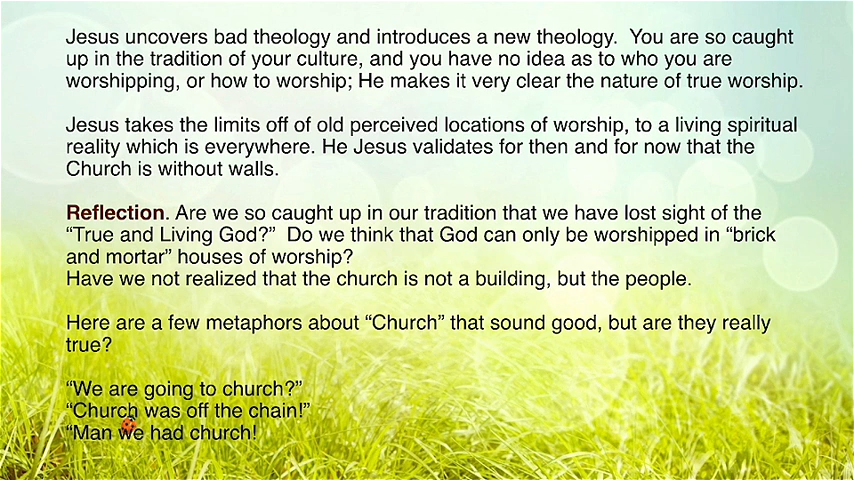 Jesus uncovers bad theology and introduces a new theology.  You are so caught
up in the tradition of your culture, and you have no idea as to who you are
worshipping, or how to worship; He makes it very clear the nature of true worship.
Jesus takes the limits off of old perceived locations of worship, to a living spiritual
reality which is everywhere. He Jesus validates for then and for now that the
Church is without walls.
Reflection. Are we so caught up in our tradition that we have lost sight of the
“True and Living God?”  Do we think that God can only be worshipped in “brick
and mortar” houses of worship?
Have we not realized that the church is not a building, but the people.
Here are a few metaphors about “Church” that sound good, but are they really
true?
“We are going to church?”
“Church was off the chain!”
“Man we had church!